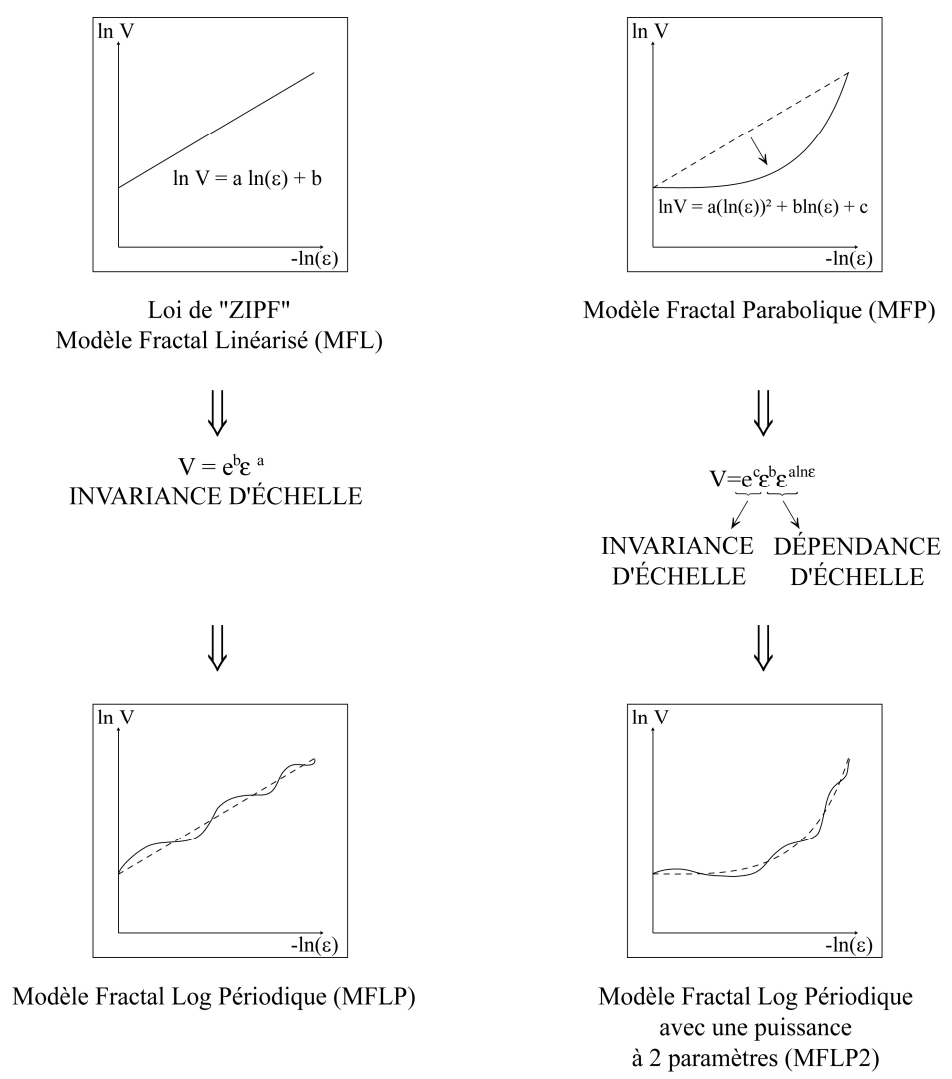 ln V
ln V = a ln(ε) + b
-ln(ε)
Loi de "ZIPF"
Modèle Fractal Linéarisé (MFL)
V = eᵇε ᵃ
INVARIANCE D'ÉCHELLE
ln V
-ln(ε)
Modèle Fractal Log Périodique (MFLP)
ln V
lnV = a(ln(ε))² + bln(ε) + c
-ln(ε)
Modèle Fractal Parabolique (MFP)
V=eᶜεᵇεᵃˡⁿᵋ
INVARIANCE
D'ÉCHELLE
DÉPENDANCE
D'ÉCHELLE
ln V
-ln(ε)
Modèle Fractal Log Périodique
avec une puissance
à 2 paramètres (MFLP2)